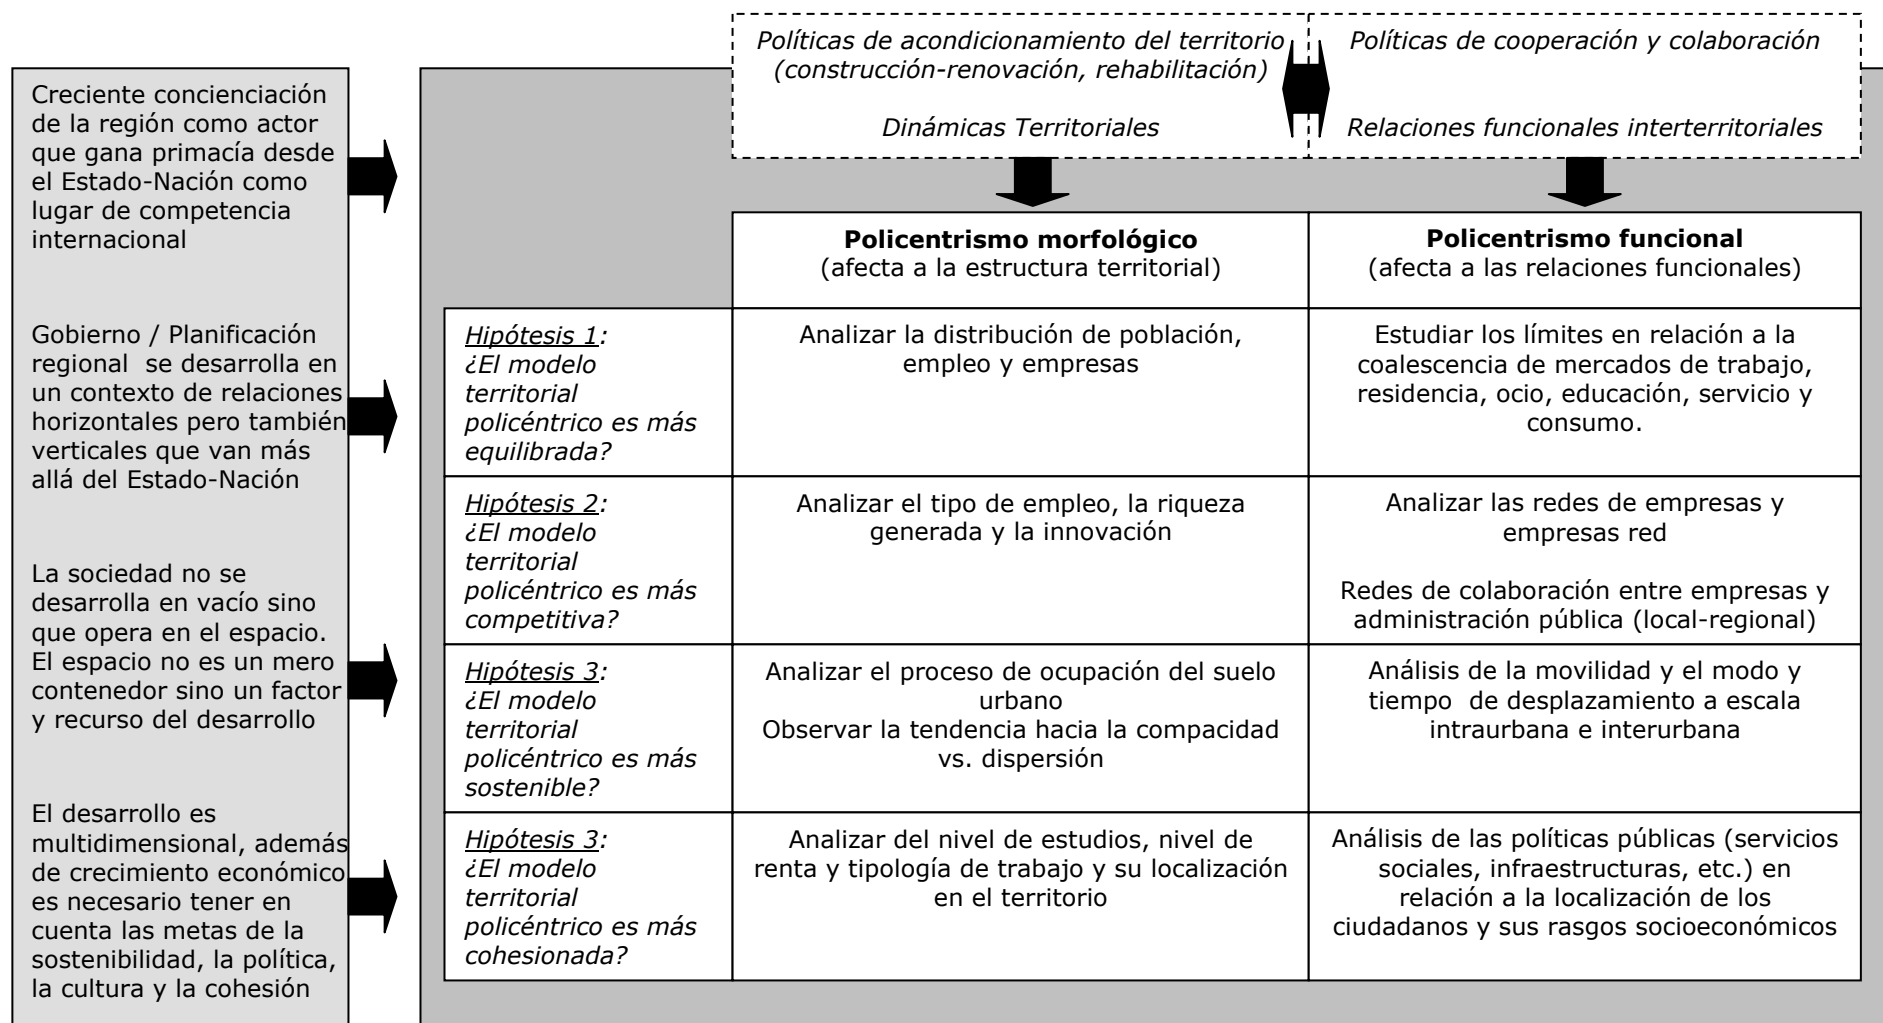 Creciente concienciación
de la región como actor
que gana primacía desde
el Estado-Nación como
lugar de competencia
internacional
Gobierno / Planificación
regional  se desarrolla en
un contexto de relaciones
horizontales pero también
verticales que van más
allá del Estado-Nación
La sociedad no se
desarrolla en vacío sino
que opera en el espacio.
El espacio no es un mero
contenedor sino un factor
y recurso del desarrollo
El desarrollo es
multidimensional, además
de crecimiento económico
es necesario tener en
cuenta las metas de la
sostenibilidad, la política,
la cultura y la cohesión
Políticas de acondicionamiento del territorio
(construcción-renovación, rehabilitación)
Dinámicas Territoriales
Políticas de cooperación y colaboración
Relaciones funcionales interterritoriales
Policentrismo morfológico
(afecta a la estructura territorial)
Policentrismo funcional
(afecta a las relaciones funcionales)
Hipótesis 1:
¿El modelo
territorial
policéntrico es más
equilibrada?
Analizar la distribución de población,
empleo y empresas
Estudiar los límites en relación a la
coalescencia de mercados de trabajo,
residencia, ocio, educación, servicio y
consumo.
Hipótesis 2:
¿El modelo
territorial
policéntrico es más
competitiva?
Analizar el tipo de empleo, la riqueza
generada y la innovación
Analizar las redes de empresas y
empresas red
Redes de colaboración entre empresas y
administración pública (local-regional)
Hipótesis 3:
¿El modelo
territorial
policéntrico es más
sostenible?
Analizar el proceso de ocupación del suelo
urbano
Observar la tendencia hacia la compacidad
vs. dispersión
Análisis de la movilidad y el modo y
tiempo  de desplazamiento a escala
intraurbana e interurbana
Hipótesis 3:
¿El modelo
territorial
policéntrico es más
cohesionada?
Analizar del nivel de estudios, nivel de
renta y tipología de trabajo y su localización
en el territorio
Análisis de las políticas públicas (servicios
sociales, infraestructuras, etc.) en
relación a la localización de los
ciudadanos y sus rasgos socioeconómicos